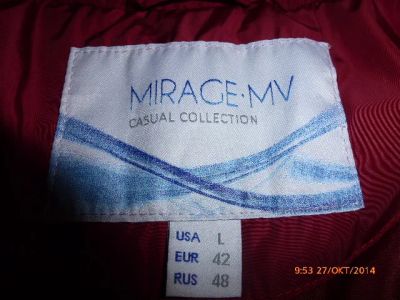 MIRAGE·MV
CASUAL COLLECTION
USA L
EUR 42
RUS 48
9:53 27/OKT/2014